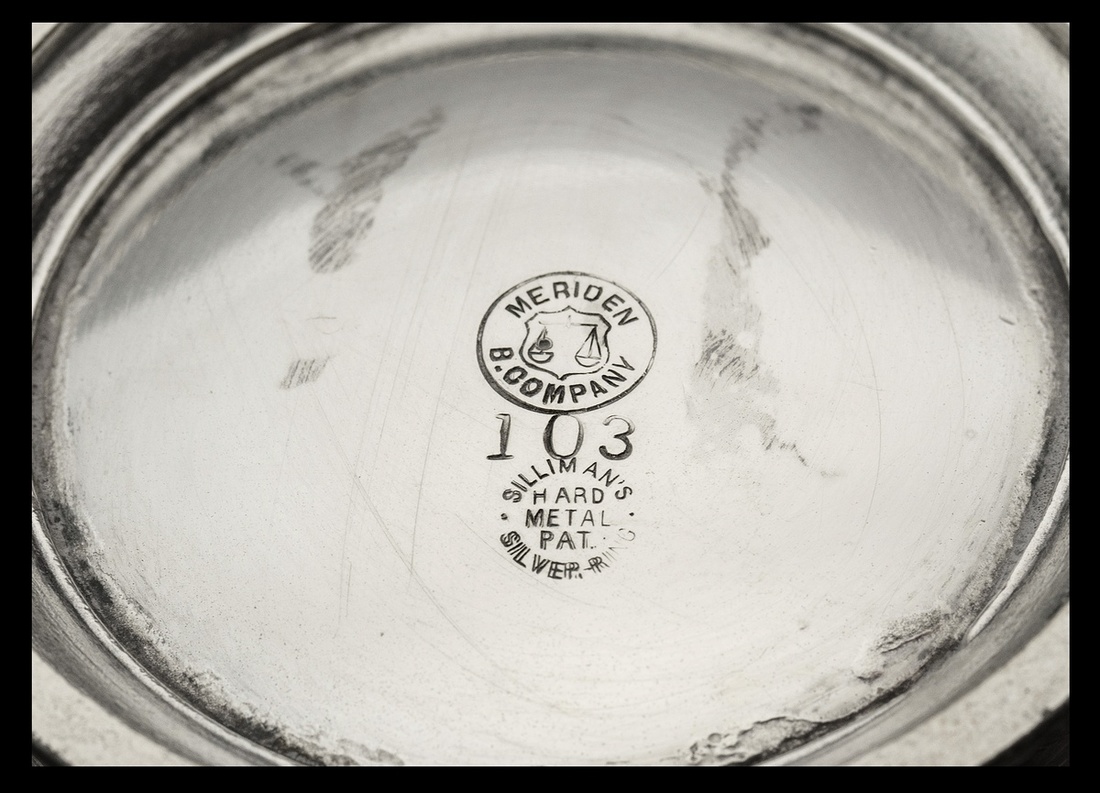 MERIDEN
B. COMPANY
103
SILLIMAN'S
HARD
METAL
PAT.
SILVER-RING